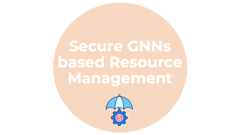 Secure GNNs
based Resource
Management